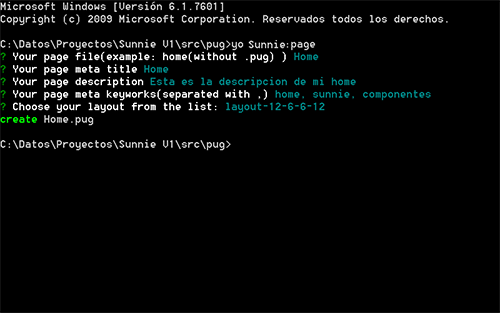 Microsoft Windows [Versión 6.1.7601]
Copyright (c) 2009 Microsoft Corporation. Reservados todos los derechos.
C:\Datos\Proyectos\Sunnie V1\src\pug>yo Sunnie:page
? Your page file(example: home(without .pug) ) Home
? Your page meta title Home
? Your page description Esta es la descripcion de mi home
? Your page meta keyworks(separated with ,) home, sunnie, componentes
? Choose your layout from the list: layout-12-6-6-12
create Home.pug
C:\Datos\Proyectos\Sunnie V1\src\pug>